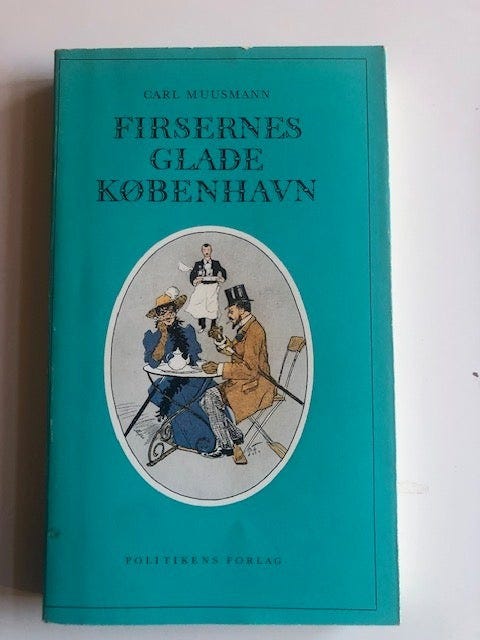 CARL MUUSMANN
FIRSERNES
GLADE
KØBENHAVN
POLITIKENS FORLAG